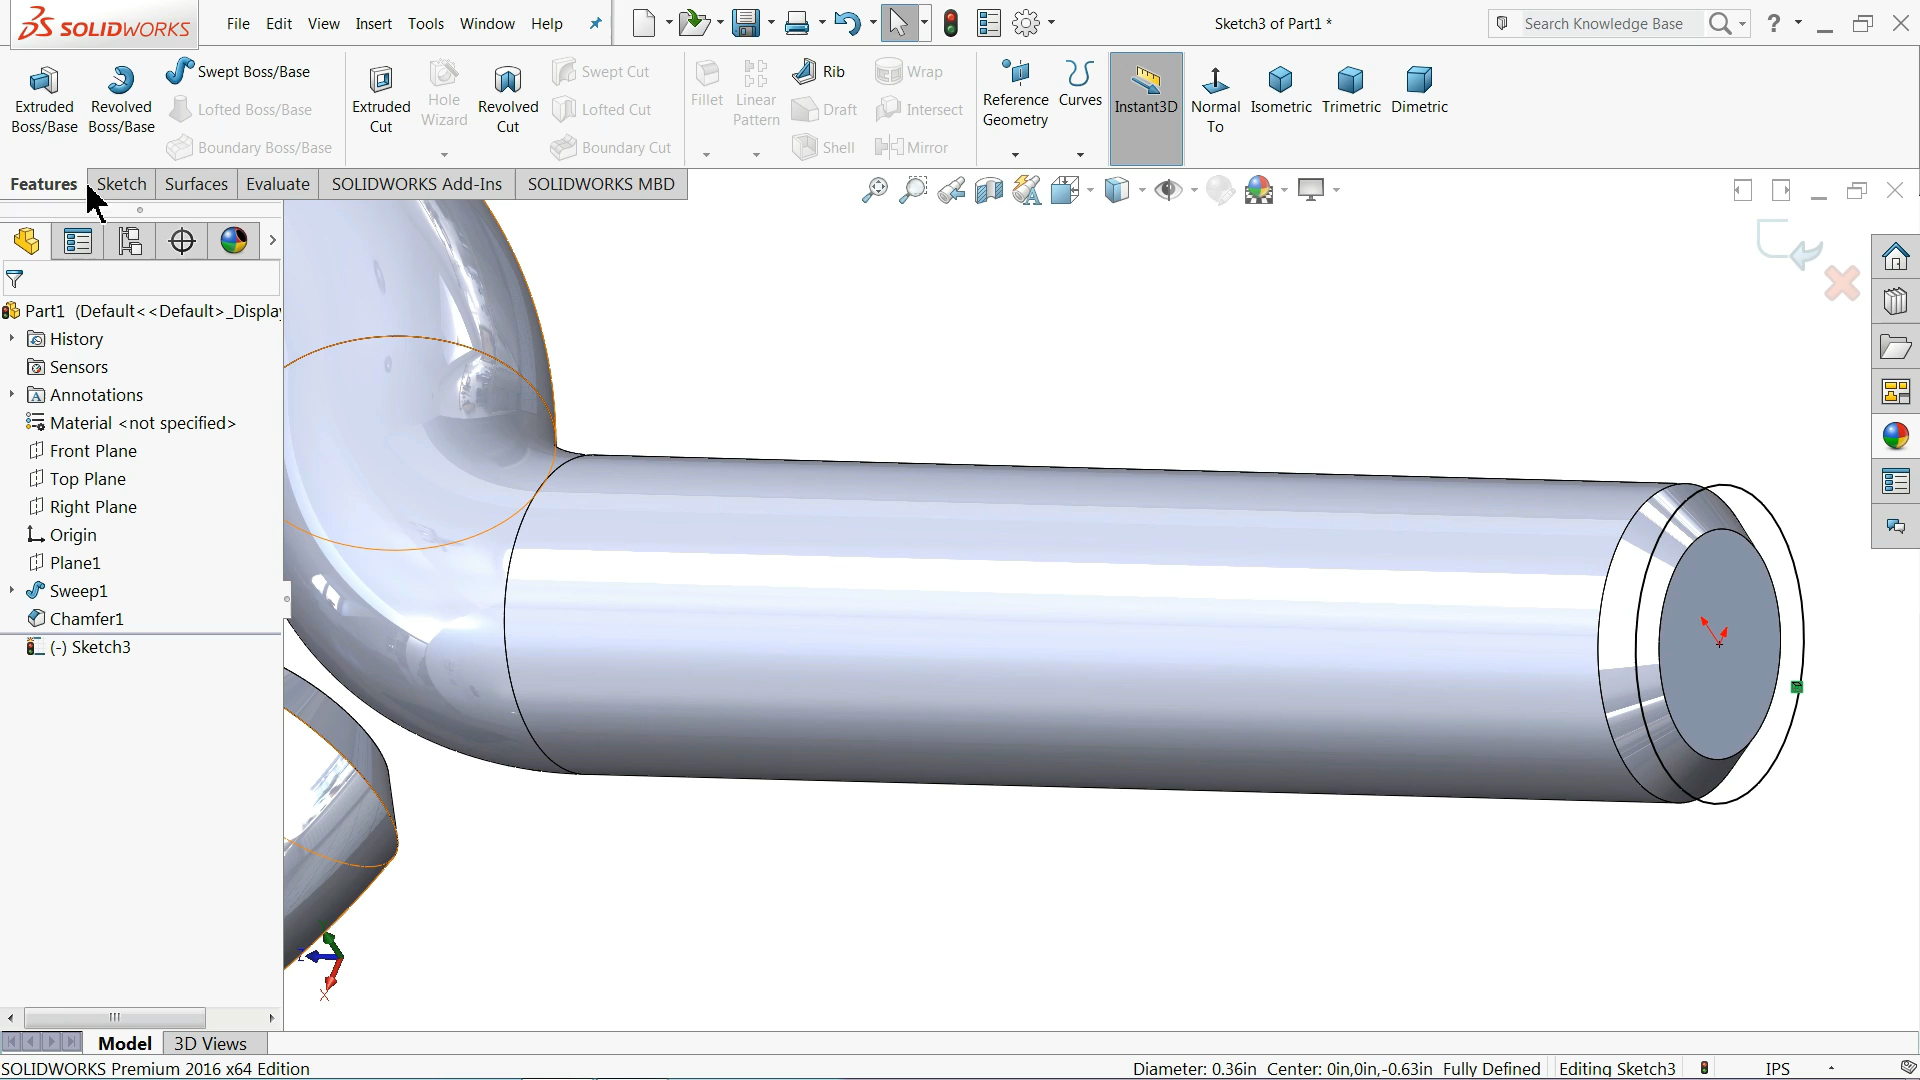 SOLIDWORKS
File Edit View Insert Tools Window Help
Sketch3 of Part1 *
Search Knowledge Base
?
Extruded Boss/Base
Revolved Boss/Base
Swept Boss/Base
Lofted Boss/Base
Boundary Boss/Base
Extruded Cut
Hole Wizard
Revolved Cut
Swept Cut
Lofted Cut
Boundary Cut
Fillet
Linear Pattern
Rib
Draft
Shell
Wrap
Intersect
Mirror
Reference Geometry
Curves
Instant3D
Normal To
Isometric
Trimetric
Dimetric
Features Sketch Surfaces Evaluate SOLIDWORKS Add-Ins SOLIDWORKS MBD
Part1 (Default<<Default>_Displa
History
Sensors
Annotations
Material <not specified>
Front Plane
Top Plane
Right Plane
Origin
Plane1
Sweep1
Chamfer1
(-) Sketch3
Z
X
Model 3D Views
SOLIDWORKS Premium 2016 x64 Edition
Diameter: 0.36in Center: 0in,0in,-0.63in Fully Defined Editing Sketch3 IPS